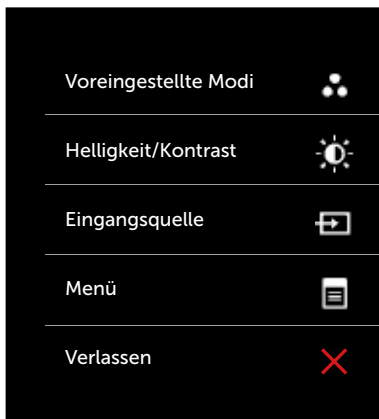 Voreingestellte Modi
Helligkeit/Kontrast
Eingangsquelle
Menü
Verlassen